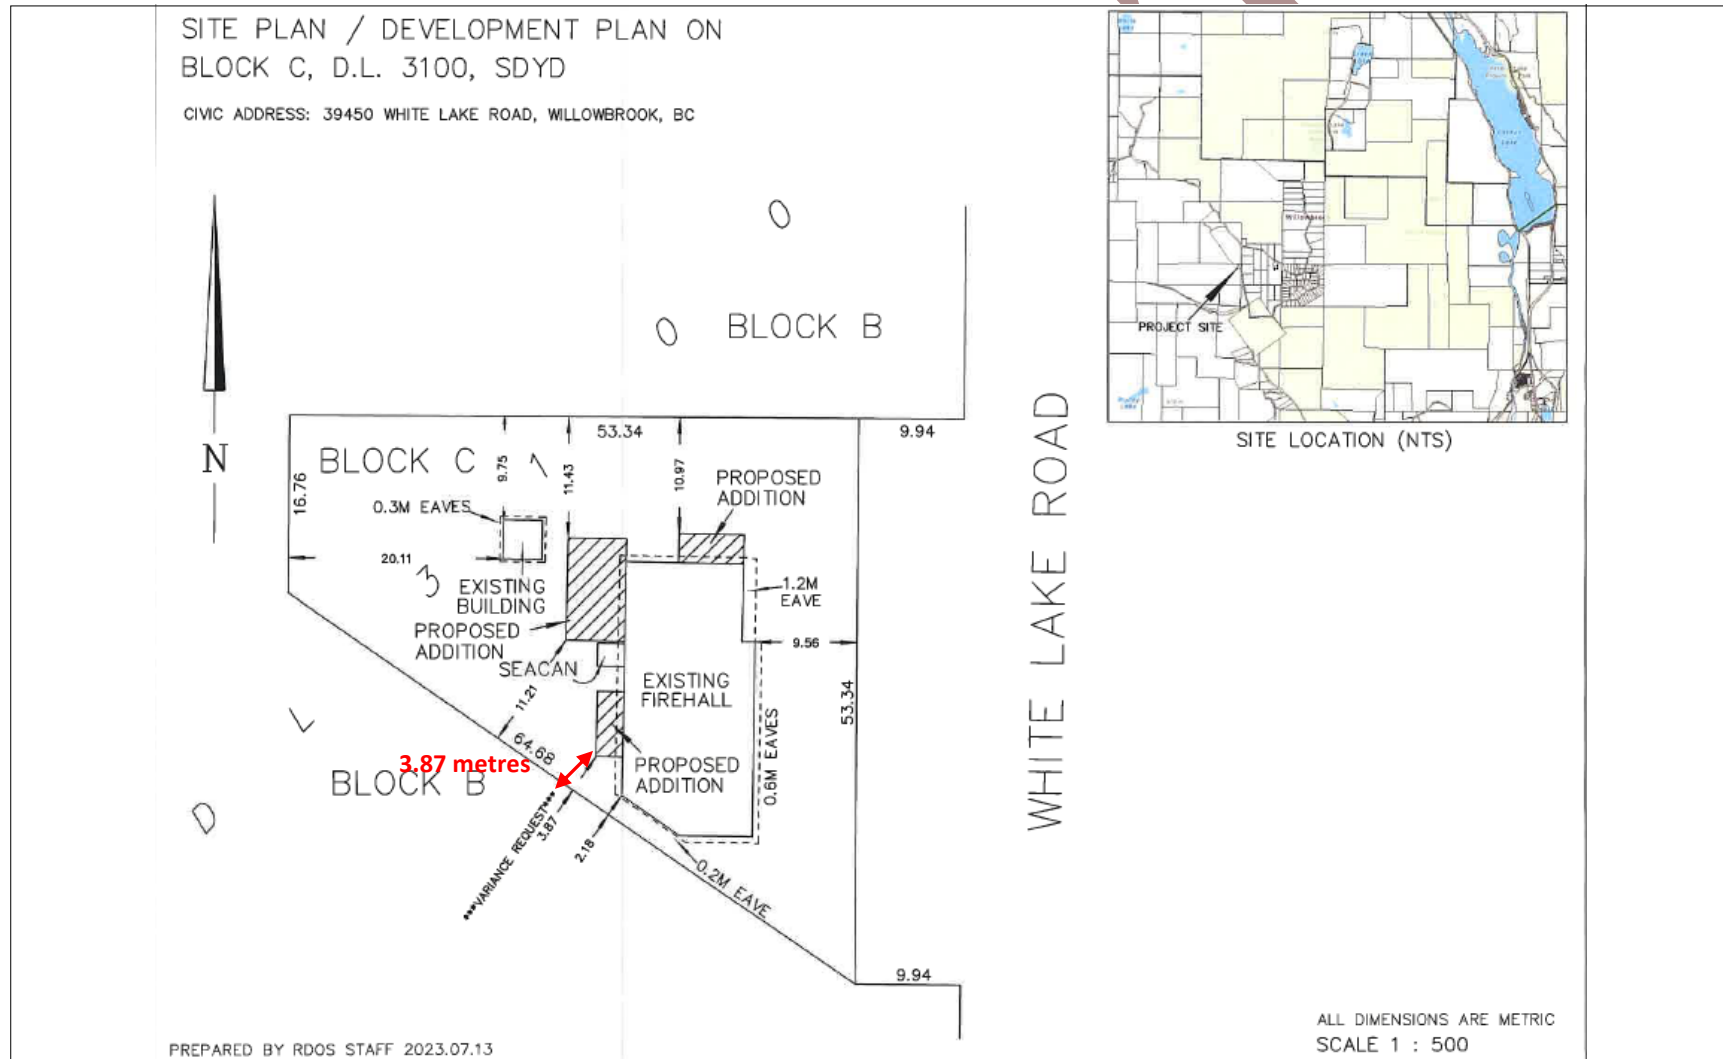 SITE PLAN / DEVELOPMENT PLAN ON
BLOCK C, D.L. 3100, SDYD
CIVIC ADDRESS: 39450 WHITE LAKE ROAD, WILLOWBROOK, BC
PROJECT SITE
SITE LOCATION (NTS)
N
0
0
BLOCK B
53.34
9.94
BLOCK C
1
16.76
9.75
11.43
10.97
PROPOSED
ADDITION
0.3M EAVES
20.11
3
EXISTING
BUILDING
1.2M
EAVE
PROPOSED
ADDITION
9.56
SEACAN
EXISTING
FIREHALL
11.21
53.34
0.6M EAVES
WHITE LAKE ROAD
L
64.68
3.87 metres
BLOCK B
PROPOSED
ADDITION
D
***VARIANCE REQUEST***
3.87
2.18
0.2M EAVE
9.94
ALL DIMENSIONS ARE METRIC
SCALE 1 : 500
PREPARED BY RDOS STAFF 2023.07.13